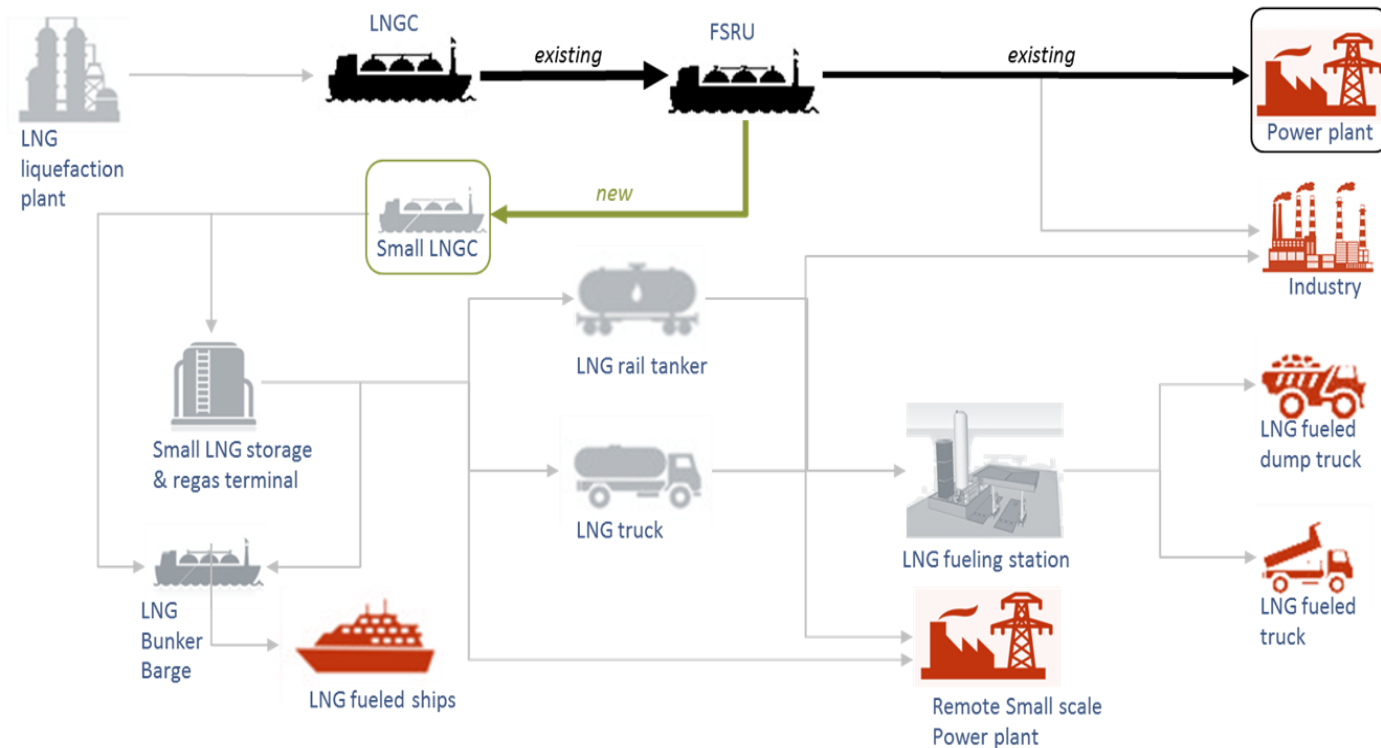 LNGC
FSRU
existing
existing
LNG
liquefaction
plant
Power plant
new
Small LNGC
Industry
LNG rail tanker
Small LNG storage
& regas terminal
LNG fueled
dump truck
LNG truck
LNG fueling station
LNG
Bunker
Barge
LNG fueled
truck
LNG fueled ships
Remote Small scale
Power plant